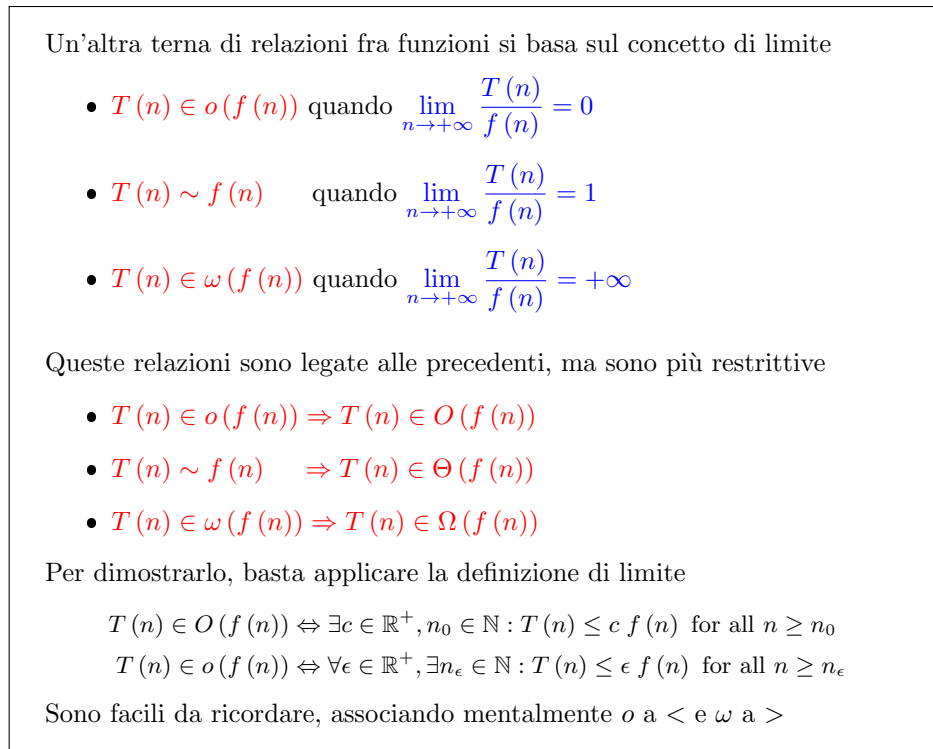 Un'altra terna di relazioni fra funzioni si basa sul concetto di limite
• T (n) ∈ o (f (n)) quando lim_{n→+∞} T (n) / f (n) = 0
• T (n) ∼ f (n) quando lim_{n→+∞} T (n) / f (n) = 1
• T (n) ∈ ω (f (n)) quando lim_{n→+∞} T (n) / f (n) = +∞
Queste relazioni sono legate alle precedenti, ma sono più restrittive
• T (n) ∈ o (f (n)) ⇒ T (n) ∈ O (f (n))
• T (n) ∼ f (n) ⇒ T (n) ∈ Θ (f (n))
• T (n) ∈ ω (f (n)) ⇒ T (n) ∈ Ω (f (n))
Per dimostrarlo, basta applicare la definizione di limite
T (n) ∈ O (f (n)) ⇔ ∃c ∈ ℝ⁺, n₀ ∈ ℕ : T (n) ≤ c f (n) for all n ≥ n₀
T (n) ∈ o (f (n)) ⇔ ∀ϵ ∈ ℝ⁺, ∃n_ϵ ∈ ℕ : T (n) ≤ ϵ f (n) for all n ≥ n_ϵ
Sono facili da ricordare, associando mentalmente o a < e ω a >